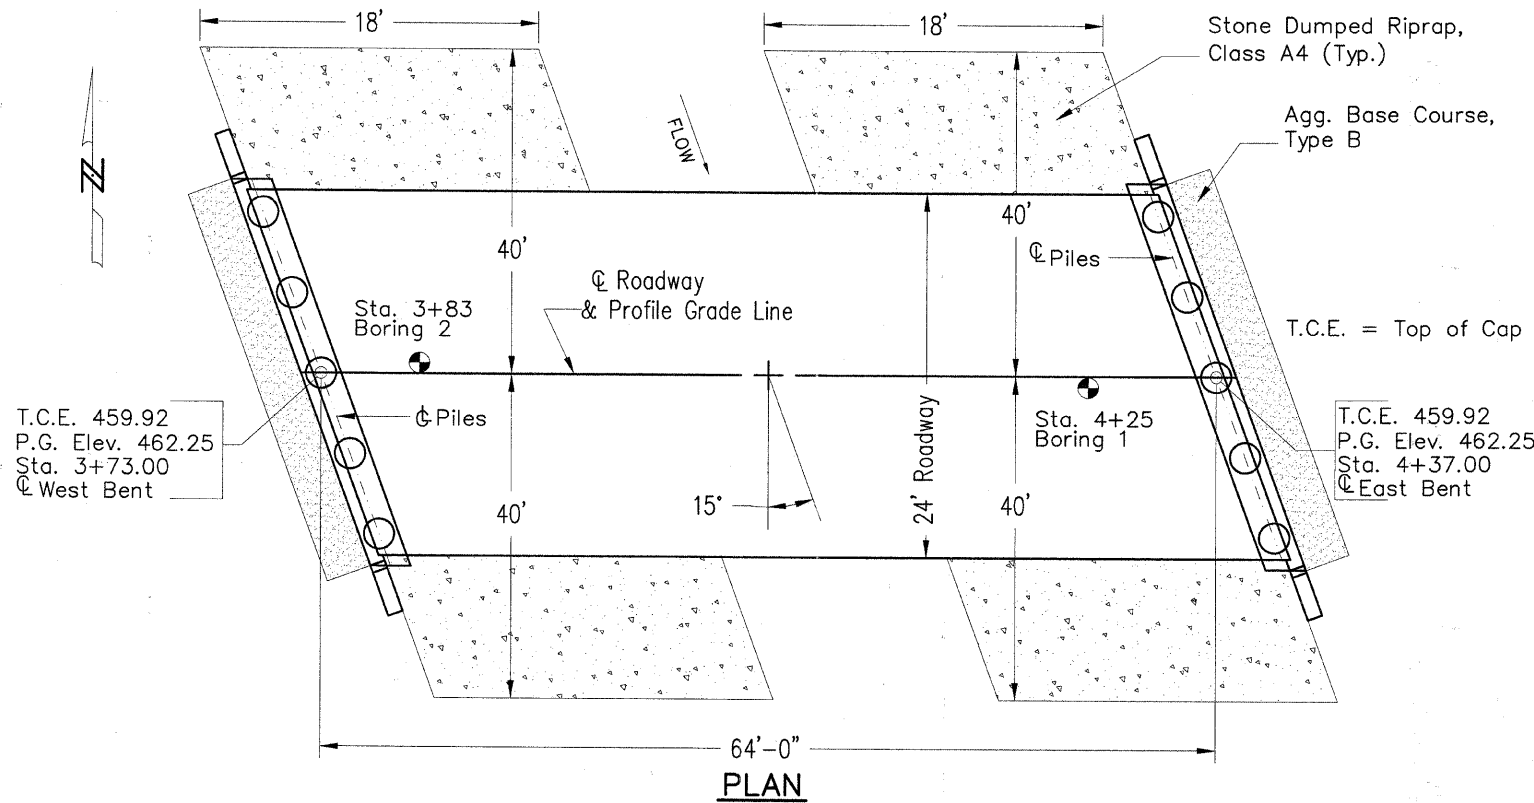 18'
18'
Stone Dumped Riprap,
Class A4 (Typ.)
Agg. Base Course,
Type B
FLOW
N
40'
40'
℄ Piles
℄ Roadway
& Profile Grade Line
Sta. 3+83
Boring 2
T.C.E. = Top of Cap
T.C.E. 459.92
P.G. Elev. 462.25
Sta. 3+73.00
℄ West Bent
℄ Piles
Sta. 4+25
Boring 1
T.C.E. 459.92
P.G. Elev. 462.25
Sta. 4+37.00
℄ East Bent
24' Roadway
40'
15°
40'
64'-0"
PLAN